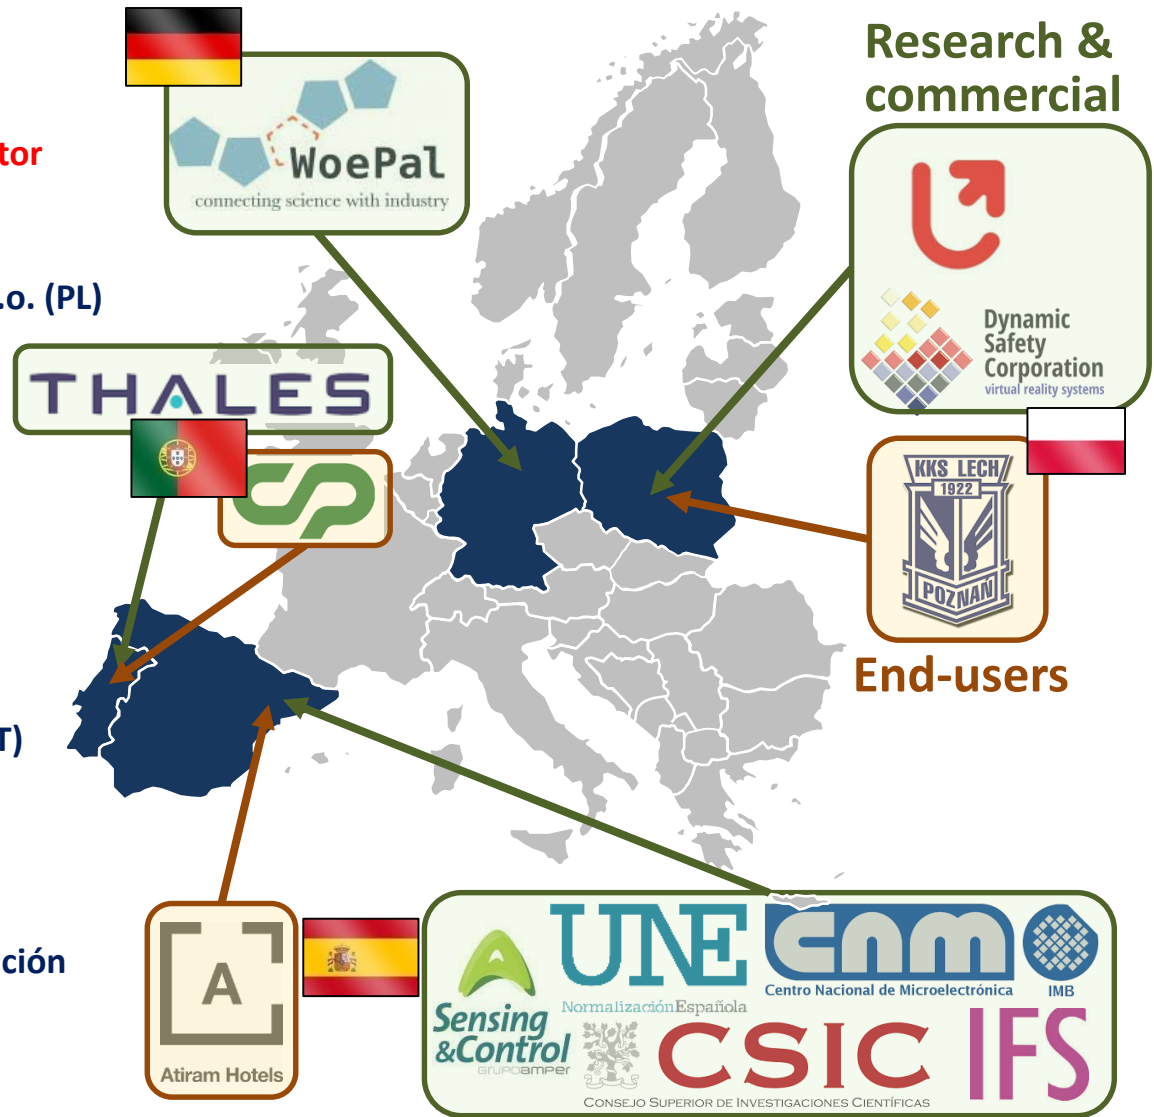 Research &
commercial
WoePal
connecting science with industry
tor
.o. (PL)
Dynamic
Safety
Corporation
virtual reality systems
THALES
CP
KKS LECH
1922
POZNAŃ
End-users
T)
ción
A
Atiram Hotels
Sensing
&Control
GRUPOamper
UNE
NormalizaciónEspañola
cnm
Centro Nacional de Microelectrónica
IMB
CSIC
CONSEJO SUPERIOR DE INVESTIGACIONES CIENTÍFICAS
IFS